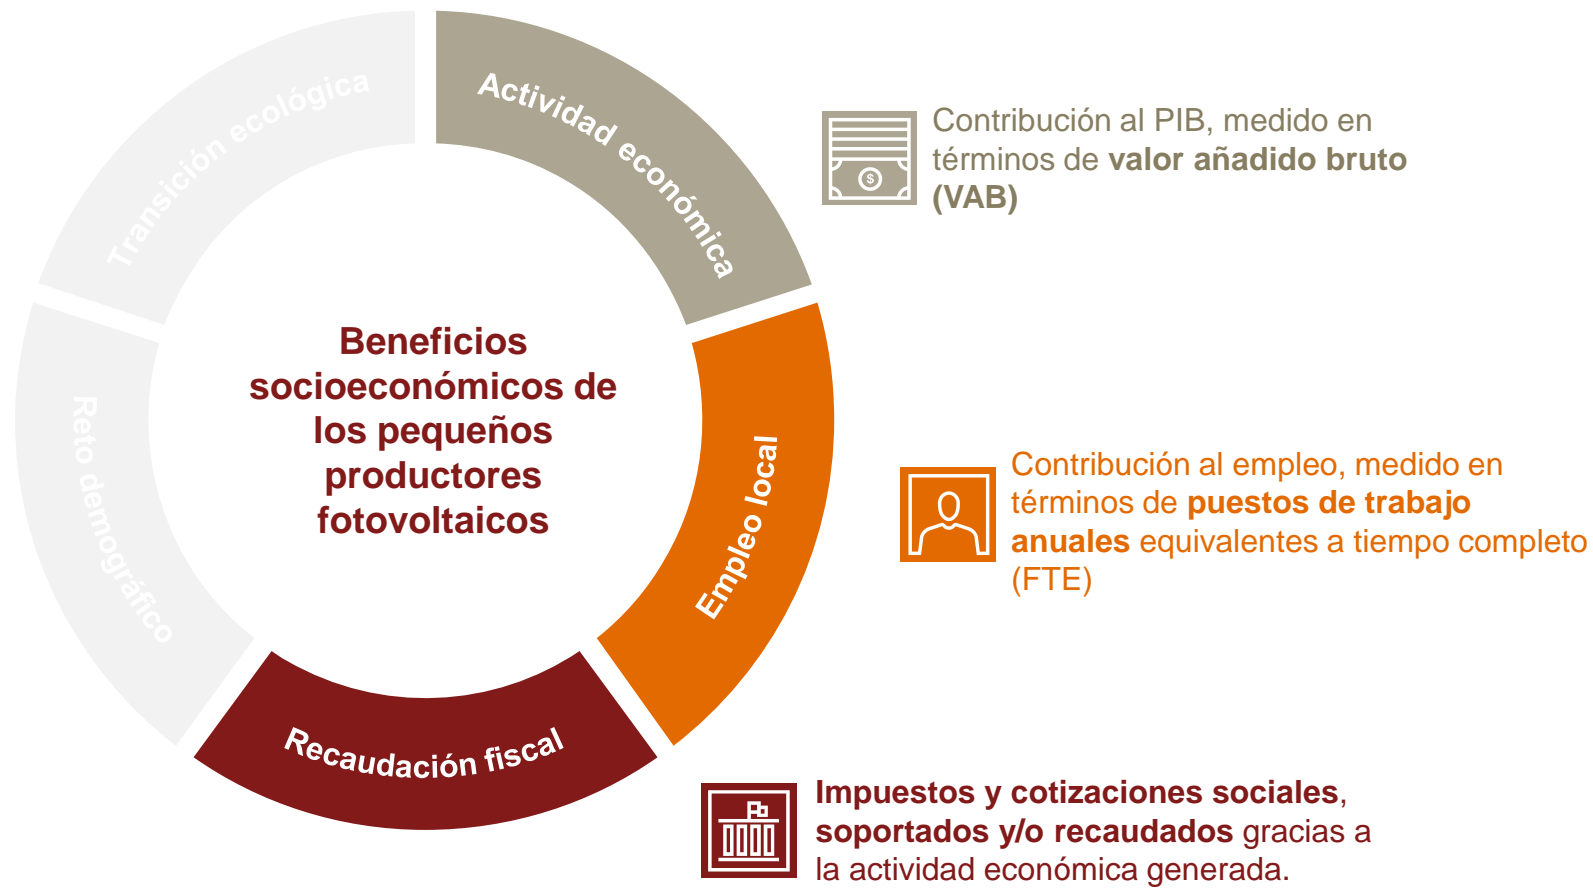 Transición ecológica
Actividad económica
Contribución al PIB, medido en
términos de valor añadido bruto
(VAB)
Beneficios
socioeconómicos de
los pequeños
productores
fotovoltaicos
Reto demográfico
Empleo local
Contribución al empleo, medido en
términos de puestos de trabajo
anuales equivalentes a tiempo completo
(FTE)
Recaudación fiscal
Impuestos y cotizaciones sociales,
soportados y/o recaudados gracias a
la actividad económica generada.
$